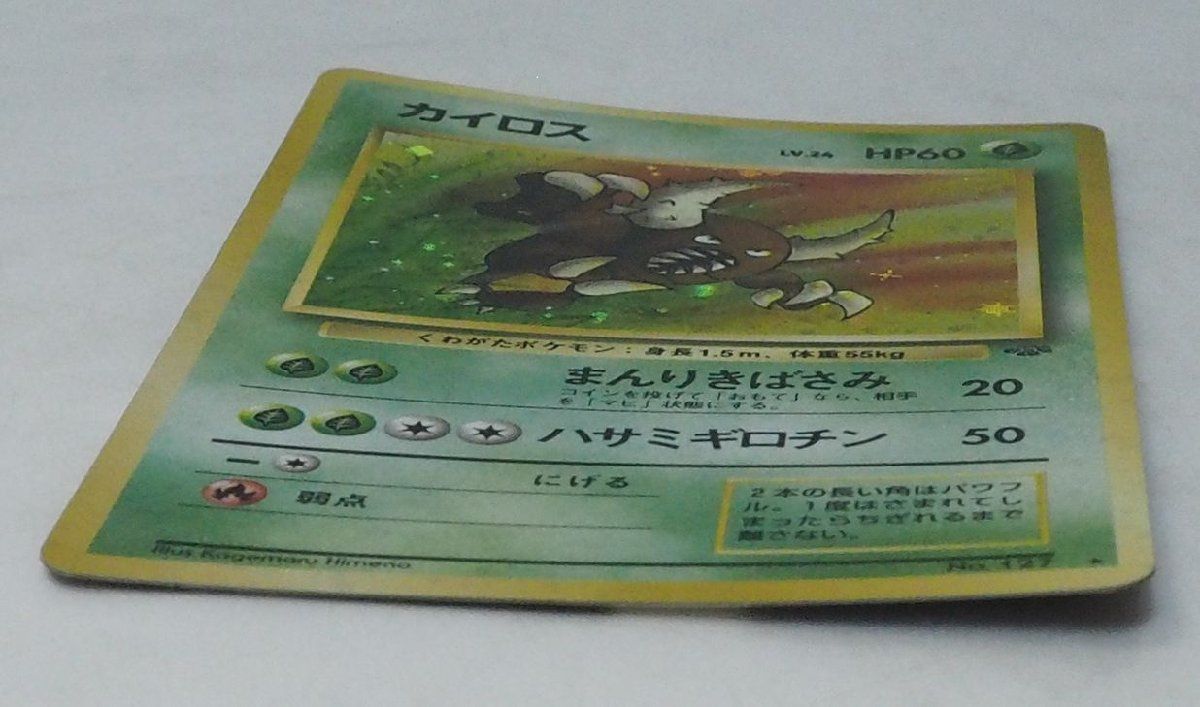 カイロス LV.24 HP60
くわがたポケモン：身長1.5m、体重55kg
まんりきばさみ 20
コインを投げて「おもて」なら、相手
を「マヒ」状態にする。
ハサミギロチン 50
– にげる
弱点
2本の長い角はパワフ
ル。1度はさまれてし
まったらちぎれるまで
離さない。
Illus. Kagemaru Himeno No. 127